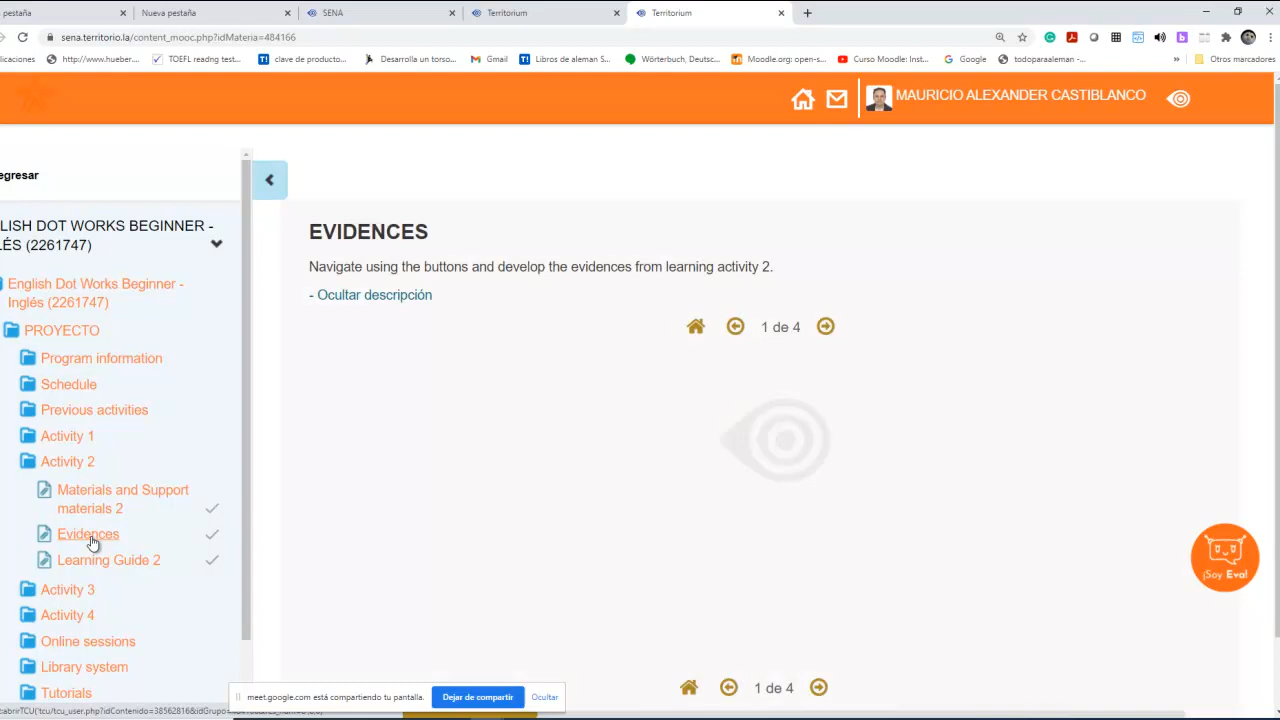 pestaña
Nueva pestaña
SENA
Territorium
Territorium
sena.territorio.la/content_mooc.php?idMateria=484166
licaciones
http://www.hueber....
TOEFL readng test...
clave de producto...
Desarrolla un torso...
Gmail
Libros de aleman S...
Wörterbuch, Deutsc...
Moodle.org: open-s...
Curso Moodle: Inst...
Google
todoparaaleman -...
»
Otros marcadores
MAURICIO ALEXANDER CASTIBLANCO
egresar
LISH DOT WORKS BEGINNER -
LÉS (2261747)
English Dot Works Beginner -
Inglés (2261747)
PROYECTO
Program information
Schedule
Previous activities
Activity 1
Activity 2
Materials and Support
materials 2
Evidences
Learning Guide 2
Activity 3
Activity 4
Online sessions
Library system
Tutorials
EVIDENCES
Navigate using the buttons and develop the evidences from learning activity 2.
- Ocultar descripción
1 de 4
¡Soy Eva!
1 de 4
meet.google.com está compartiendo tu pantalla.
Dejar de compartir
Ocultar